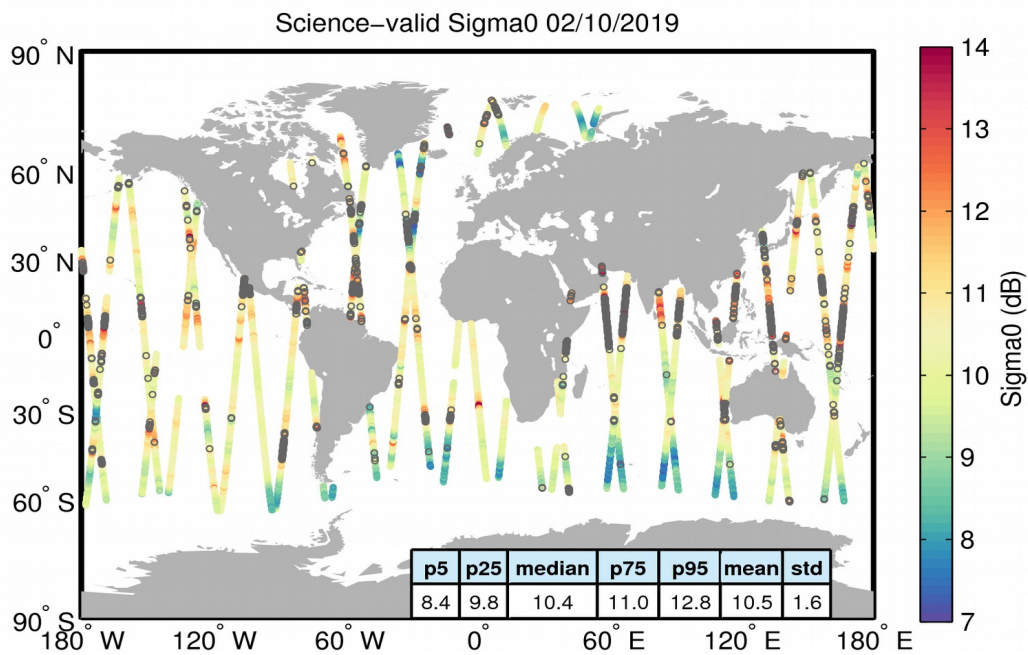 Science−valid Sigma0 02/10/2019
90° N
60° N
30° N
0°
30° S
60° S
90° S
180° W
120° W
60° W
0°
60° E
120° E
180° E
p5 p25 median p75 p95 mean std
8.4 9.8 10.4 11.0 12.8 10.5 1.6
14
13
12
11
10
9
8
7
Sigma0 (dB)